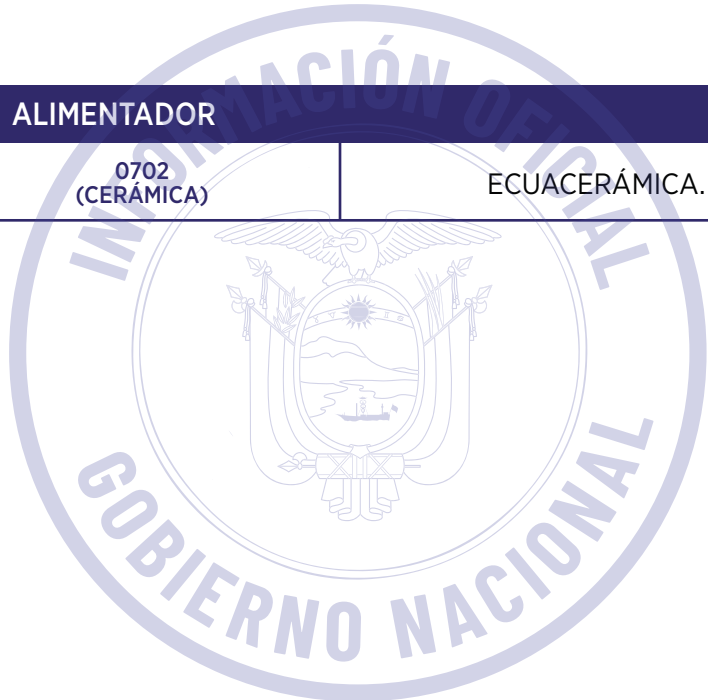 ALIMENTADOR
0702
(CERÁMICA)
ECUACERÁMICA.
INFORMACIÓN OFICIAL
GOBIERNO NACIONAL